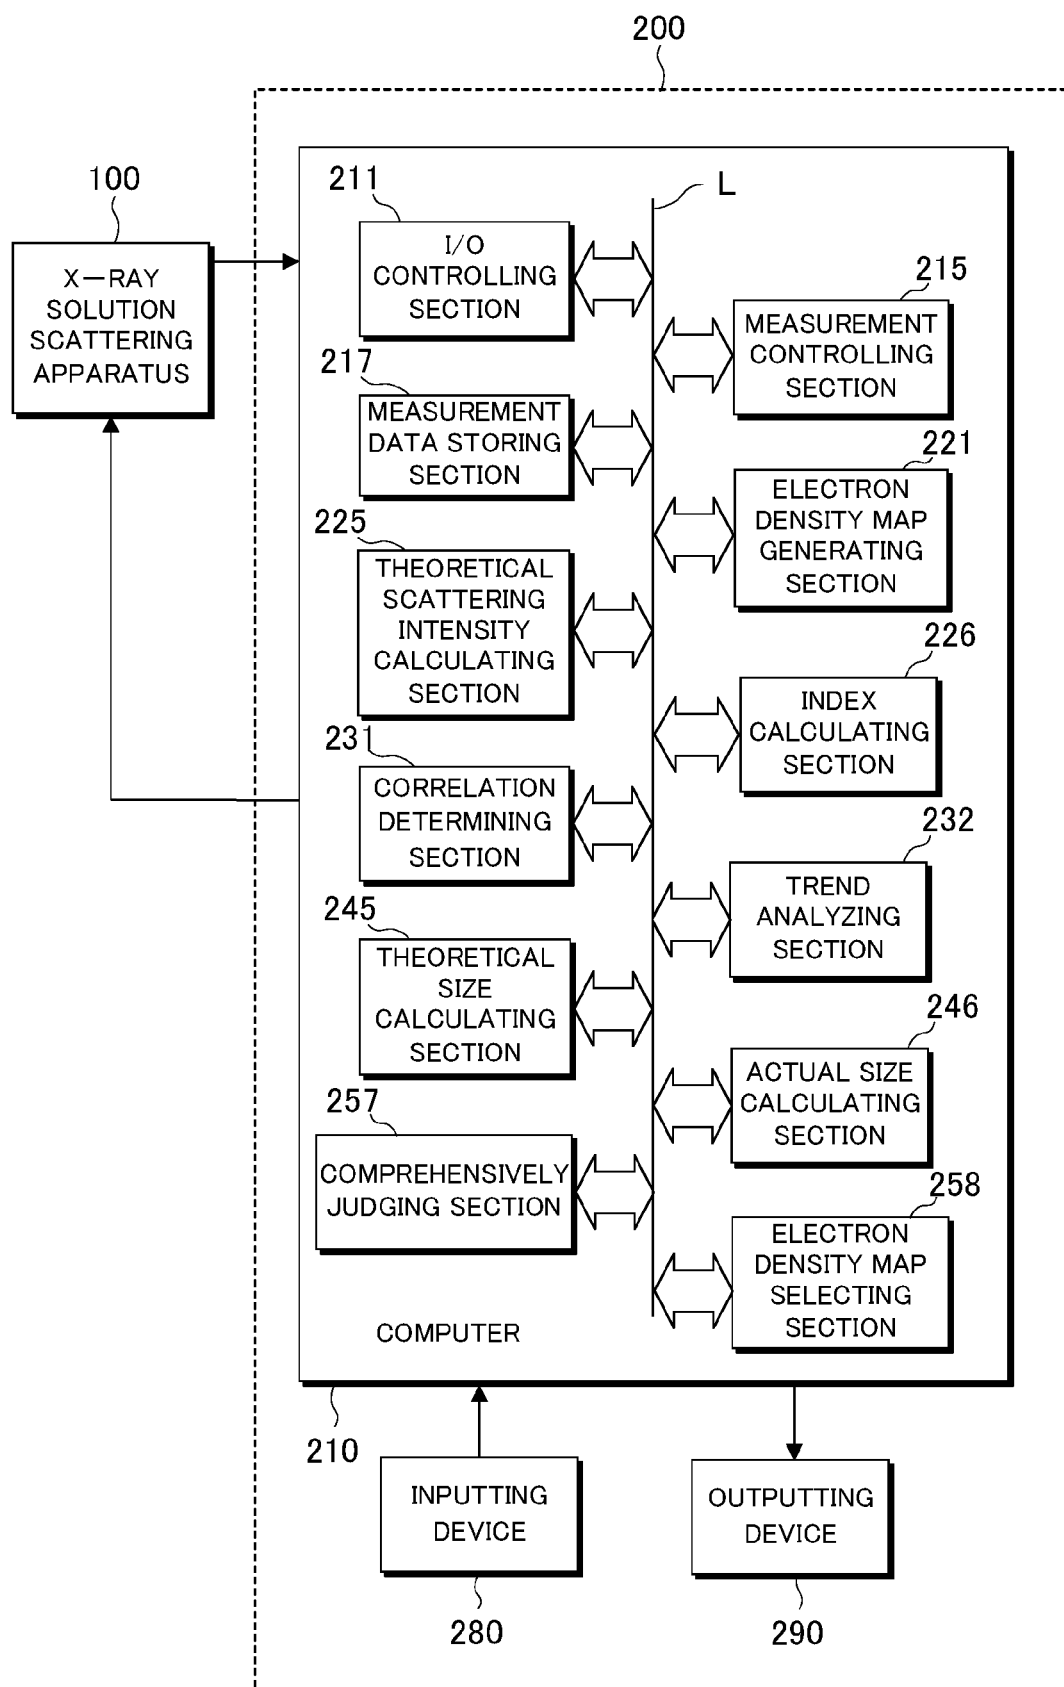 200
100
X-RAY
SOLUTION
SCATTERING
APPARATUS
211
I/O
CONTROLLING
SECTION
L
215
MEASUREMENT
CONTROLLING
SECTION
217
MEASUREMENT
DATA STORING
SECTION
221
ELECTRON
DENSITY MAP
GENERATING
SECTION
225
THEORETICAL
SCATTERING
INTENSITY
CALCULATING
SECTION
226
INDEX
CALCULATING
SECTION
231
CORRELATION
DETERMINING
SECTION
232
TREND
ANALYZING
SECTION
245
THEORETICAL
SIZE
CALCULATING
SECTION
246
ACTUAL SIZE
CALCULATING
SECTION
257
COMPREHENSIVELY
JUDGING SECTION
258
ELECTRON
DENSITY MAP
SELECTING
SECTION
COMPUTER
210
INPUTTING
DEVICE
280
OUTPUTTING
DEVICE
290